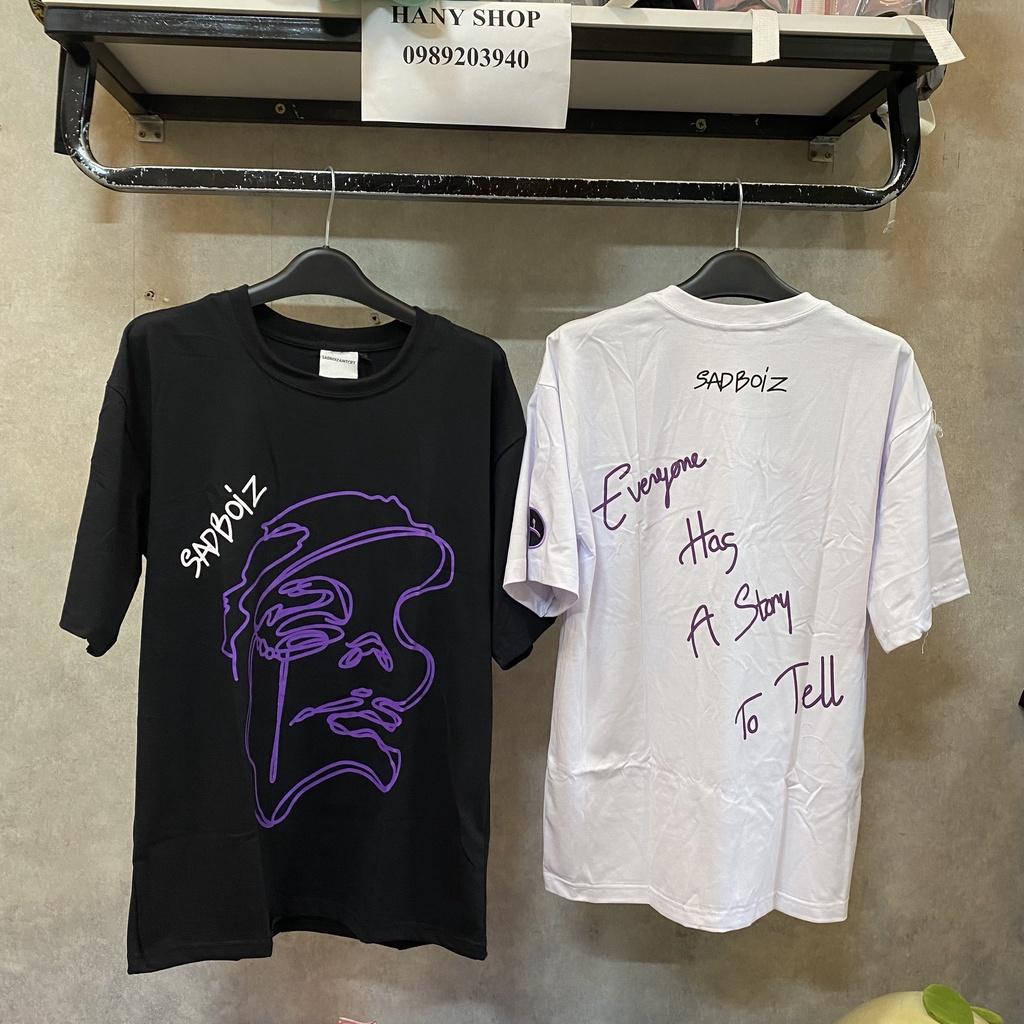 HANY SHOP
0989203940
SADBOIZ
SADBOIZ
Everyone
Has
A Story
To Tell